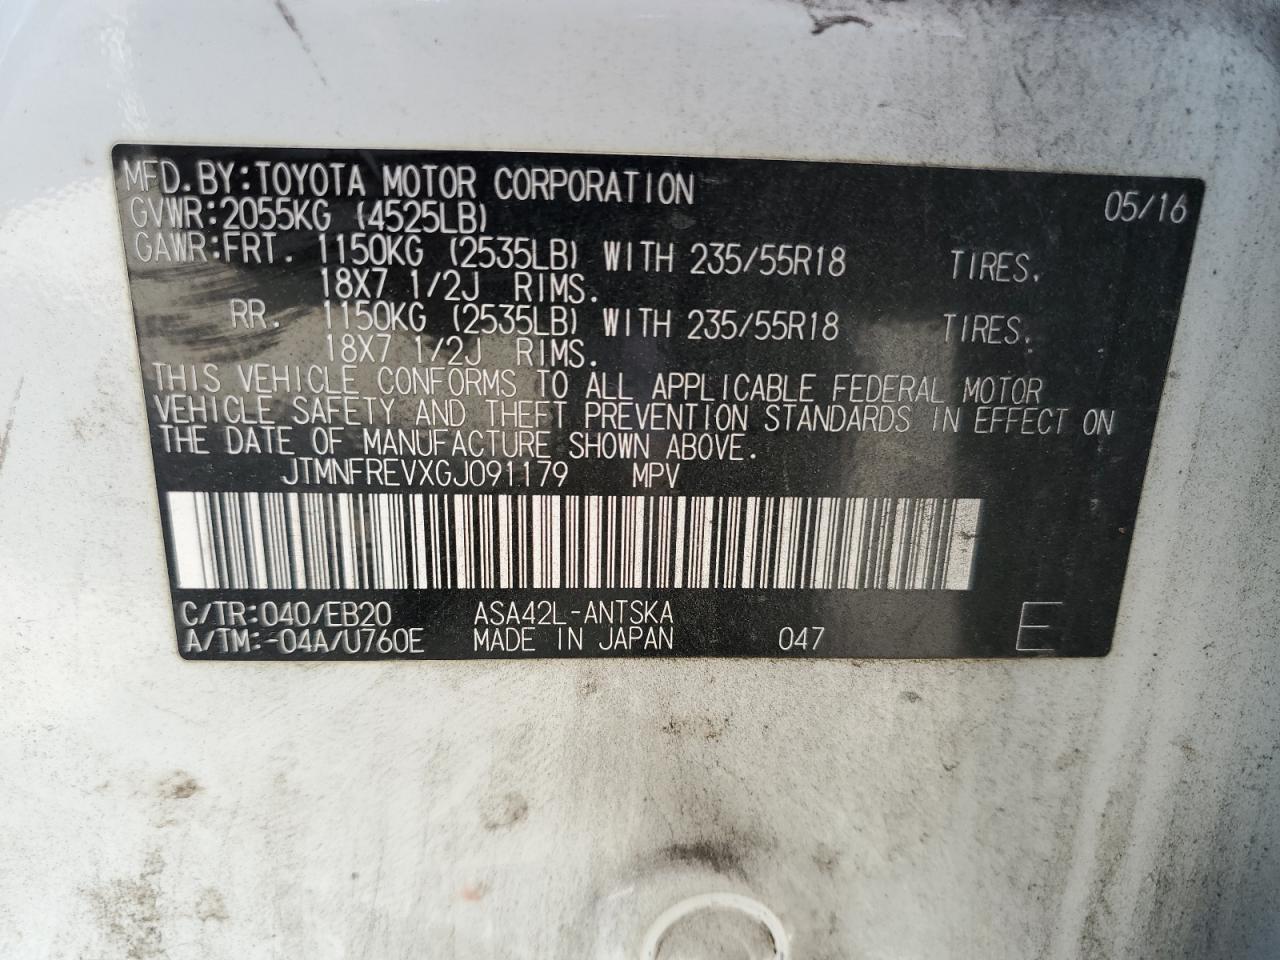 MFD.BY:TOYOTA MOTOR CORPORATION 05/16
GVWR:2055KG (4525LB)
GAWR:FRT. 1150KG (2535LB) WITH 235/55R18 TIRES.
18X7 1/2J RIMS.
RR. 1150KG (2535LB) WITH 235/55R18 TIRES.
18X7 1/2J RIMS.
THIS VEHICLE CONFORMS TO ALL APPLICABLE FEDERAL MOTOR
VEHICLE SAFETY AND THEFT PREVENTION STANDARDS IN EFFECT ON
THE DATE OF MANUFACTURE SHOWN ABOVE.
JTMNFREVXGJ091179 MPV
C/TR:040/EB20 ASA42L-ANTSKA
A/TM:-04A/U760E MADE IN JAPAN 047 E